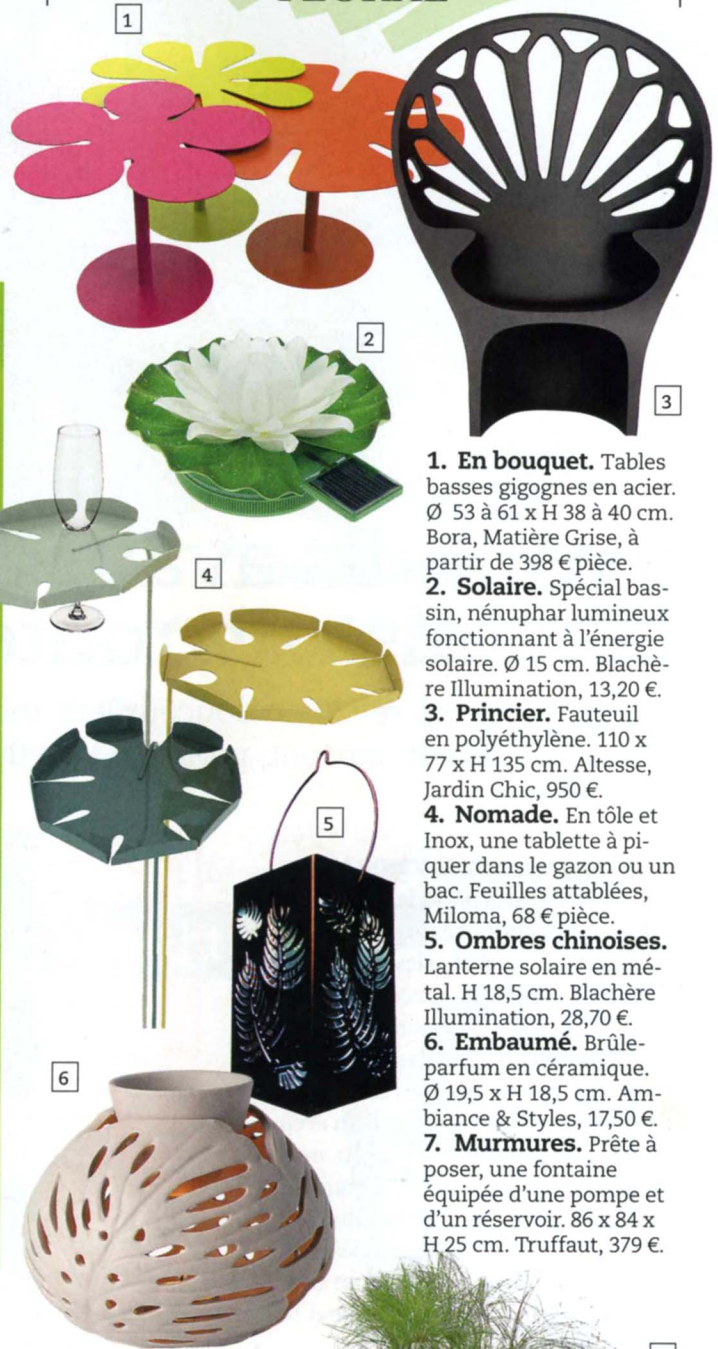 1
2
3
4
5
6
1. En bouquet. Tables
basses gigognes en acier.
Ø 53 à 61 x H 38 à 40 cm.
Bora, Matière Grise, à
partir de 398 € pièce.
2. Solaire. Spécial bas-
sin, nénuphar lumineux
fonctionnant à l'énergie
solaire. Ø 15 cm. Blachè-
re Illumination, 13,20 €.
3. Princier. Fauteuil
en polyéthylène. 110 x
77 x H 135 cm. Altesse,
Jardin Chic, 950 €.
4. Nomade. En tôle et
Inox, une tablette à pi-
quer dans le gazon ou un
bac. Feuilles attablées,
Miloma, 68 € pièce.
5. Ombres chinoises.
Lanterne solaire en mé-
tal. H 18,5 cm. Blachère
Illumination, 28,70 €.
6. Embaumé. Brûle-
parfum en céramique.
Ø 19,5 x H 18,5 cm. Am-
biance & Styles, 17,50 €.
7. Murmures. Prête à
poser, une fontaine
équipée d'une pompe et
d'un réservoir. 86 x 84 x
H 25 cm. Truffaut, 379 €.